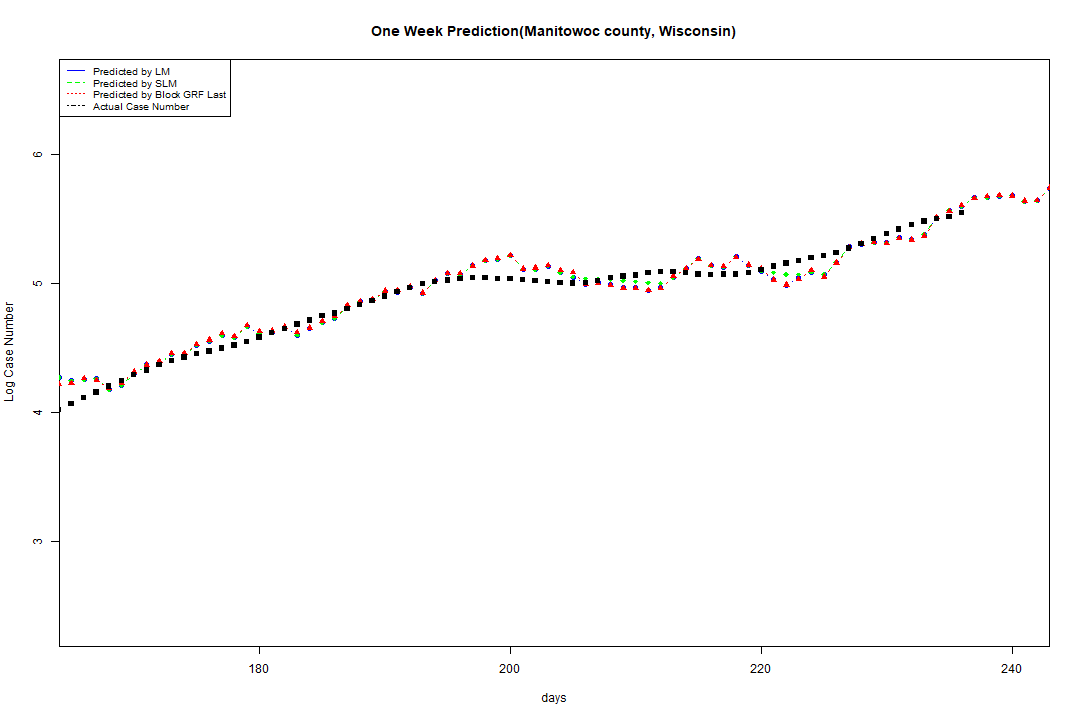 One Week Prediction(Manitowoc county, Wisconsin)
Predicted by LM
Predicted by SLM
Predicted by Block GRF Last
Actual Case Number
6
5
4
3
Log Case Number
180 200 220 240
days